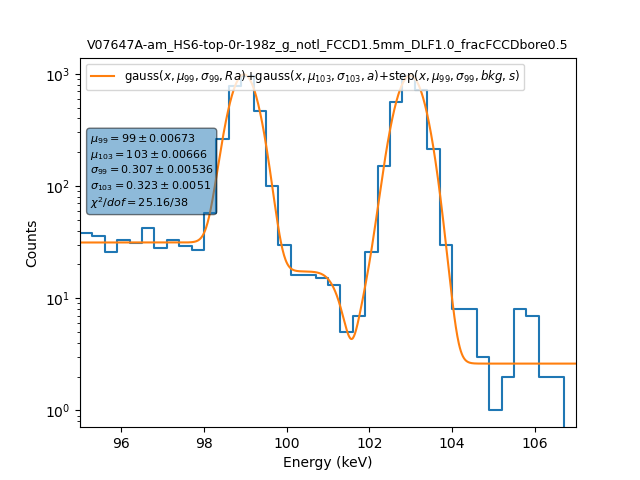 V07647A-am_HS6-top-0r-198z_g_notl_FCCD1.5mm_DLF1.0_fracFCCDbore0.5
gauss(x, μ₉₉, σ₉₉, Ra)+gauss(x, μ₁₀₃, σ₁₀₃, a)+step(x, μ₉₉, σ₉₉, bkg, s)
μ₉₉ = 99 ± 0.00673
μ₁₀₃ = 103 ± 0.00666
σ₉₉ = 0.307 ± 0.00536
σ₁₀₃ = 0.323 ± 0.0051
χ²/dof = 25.16/38
10³
10²
10¹
10⁰
Counts
96 98 100 102 104 106
Energy (keV)